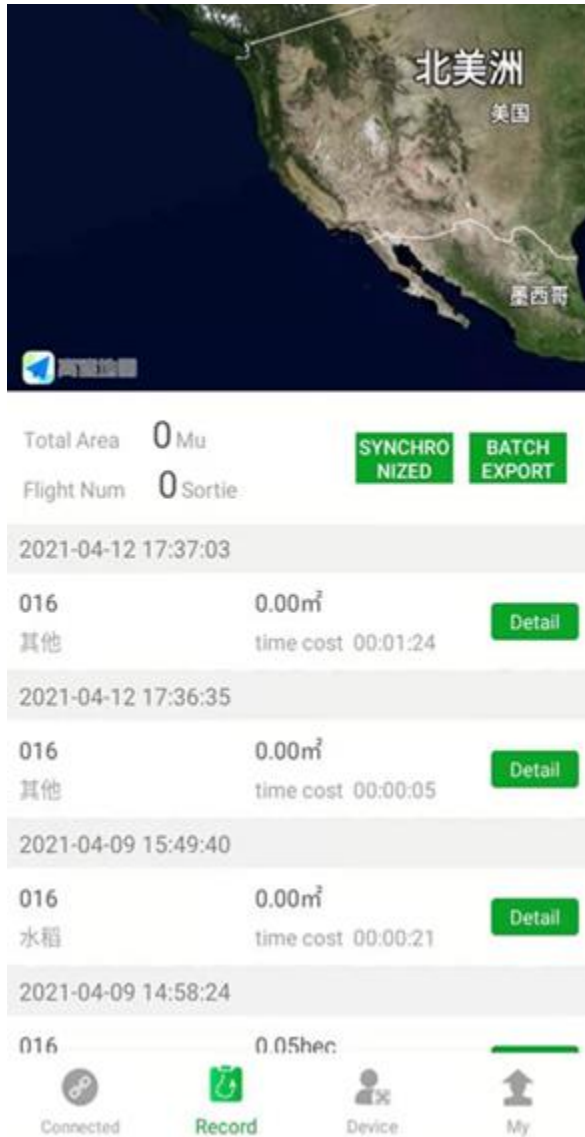 北美洲
美国
墨西哥
高德地图
Total Area 0 Mu
Flight Num 0 Sortie
SYNCHRO
NIZED
BATCH
EXPORT
2021-04-12 17:37:03
016 0.00㎡
其他 time cost 00:01:24
Detail
2021-04-12 17:36:35
016 0.00㎡
其他 time cost 00:00:05
Detail
2021-04-09 15:49:40
016 0.00㎡
水稻 time cost 00:00:21
Detail
2021-04-09 14:58:24
016 0.05hec
Connected Record Device My